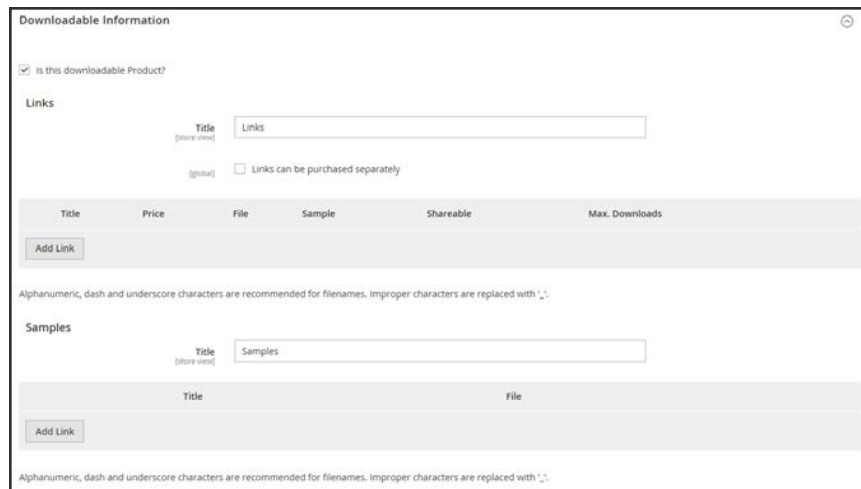 Downloadable Information
Is this downloadable Product?
Links
Title Links
[store view]
[global] Links can be purchased separately
Title Price File Sample Shareable Max. Downloads
Add Link
Alphanumeric, dash and underscore characters are recommended for filenames. Improper characters are replaced with '_'.
Samples
Title Samples
[store view]
Title File
Add Link
Alphanumeric, dash and underscore characters are recommended for filenames. Improper characters are replaced with '_'.